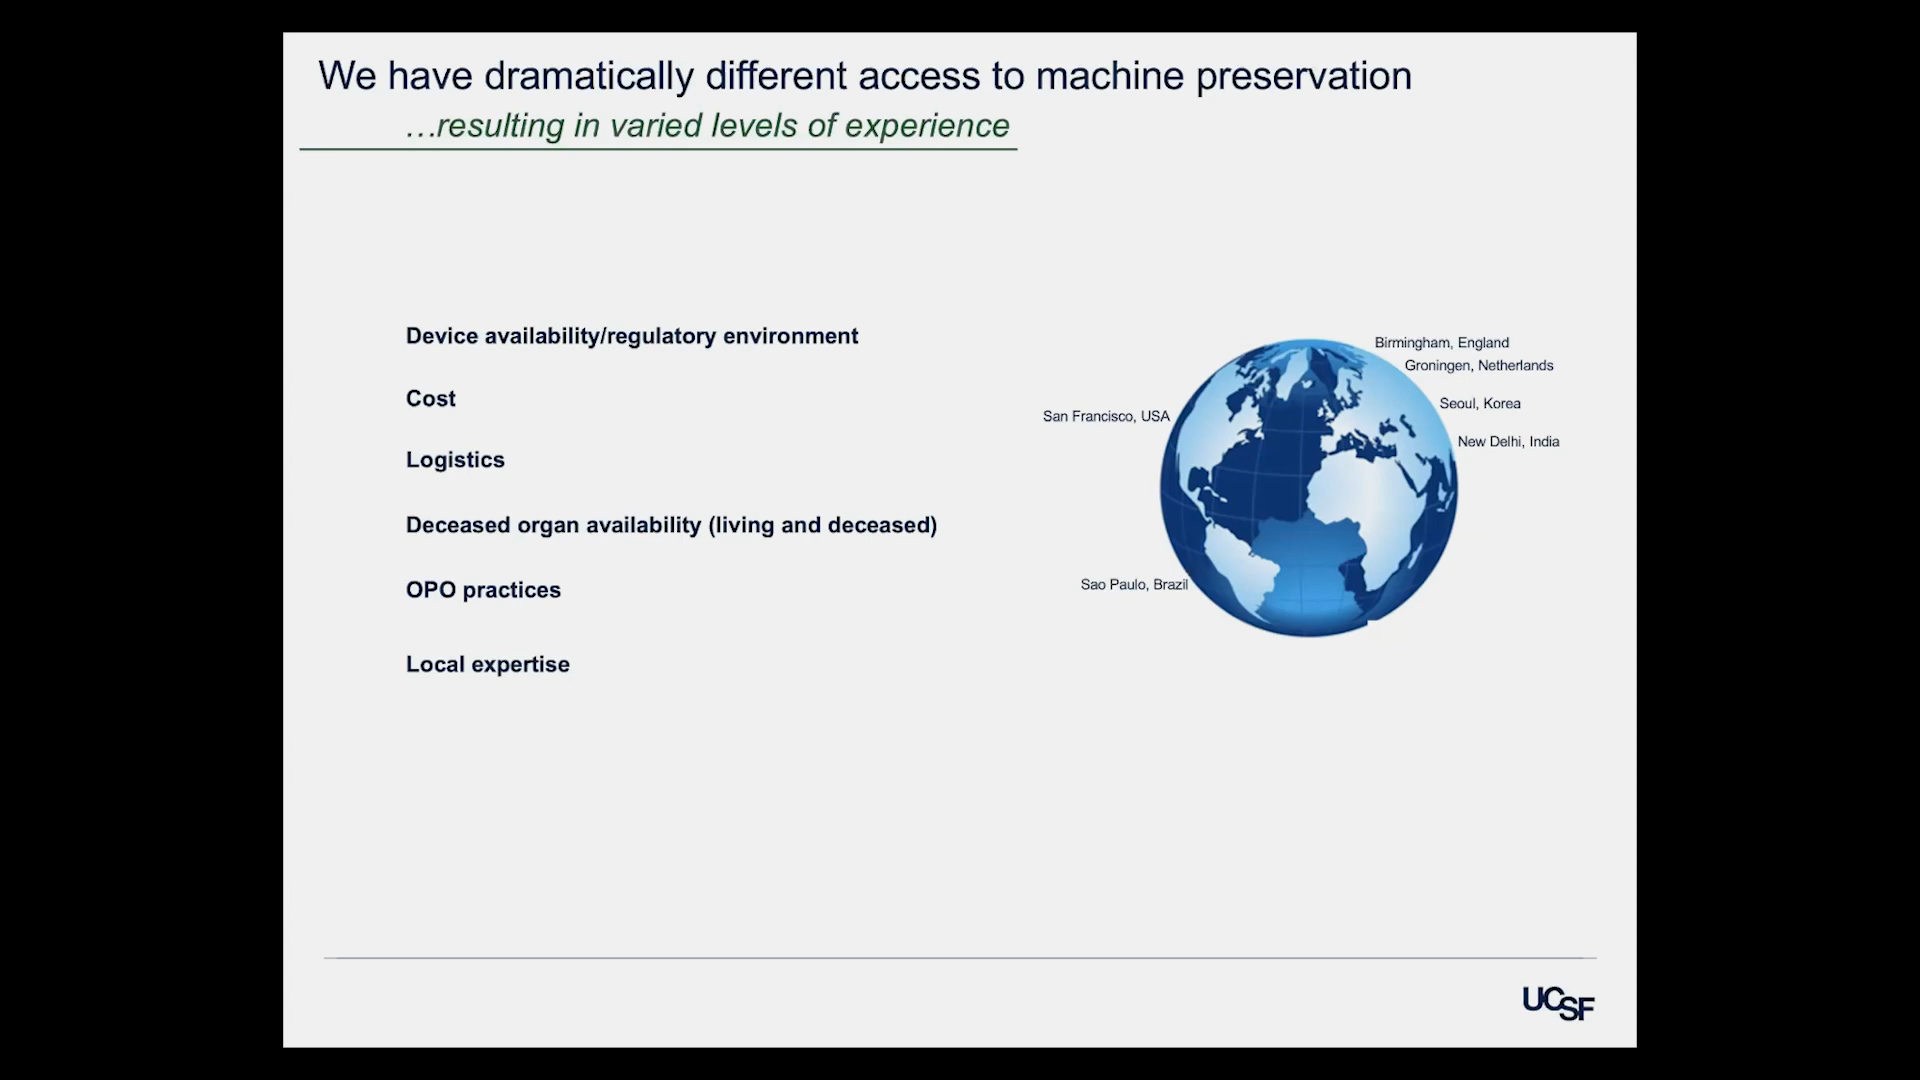 We have dramatically different access to machine preservation
...resulting in varied levels of experience
Device availability/regulatory environment
Cost
Logistics
Deceased organ availability (living and deceased)
OPO practices
Local expertise
Birmingham, England
Groningen, Netherlands
Seoul, Korea
San Francisco, USA
New Delhi, India
Sao Paulo, Brazil
UCSF